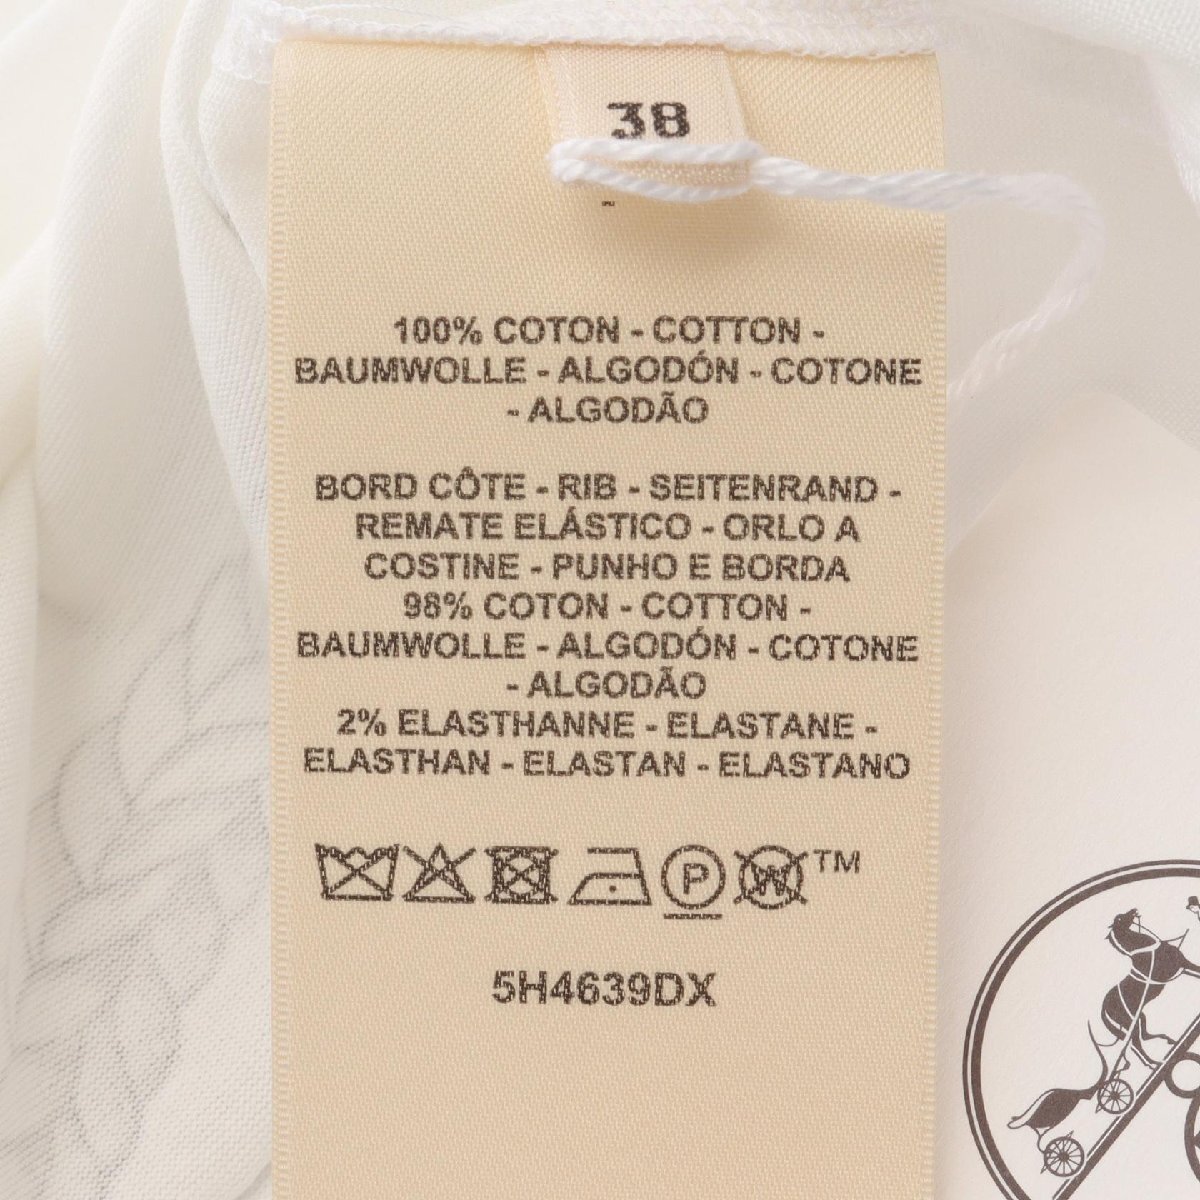 38
100% COTON - COTTON -
BAUMWOLLE - ALGODÓN - COTONE
- ALGODÃO
BORD CÔTE - RIB - SEITENRAND -
REMATE ELÁSTICO - ORLO A
COSTINE - PUNHO E BORDA
98% COTON - COTTON -
BAUMWOLLE - ALGODÓN - COTONE
- ALGODÃO
2% ELASTHANNE - ELASTANE -
ELASTHAN - ELASTAN - ELASTANO
P W TM
5H4639DX